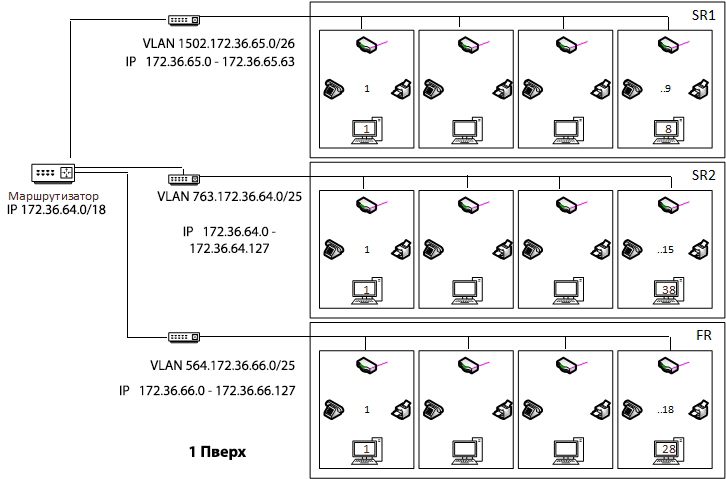 SR1
VLAN 1502.172.36.65.0/26
IP 172.36.65.0 - 172.36.65.63
1
..9
1
8
SR2
Маршрутизатор
IP 172.36.64.0/18
VLAN 763.172.36.64.0/25
IP 172.36.64.0 -
172.36.64.127
1
..15
1
38
FR
VLAN 564.172.36.66.0/25
IP 172.36.66.0 - 172.36.66.127
1
..18
1
28
1 Пверх